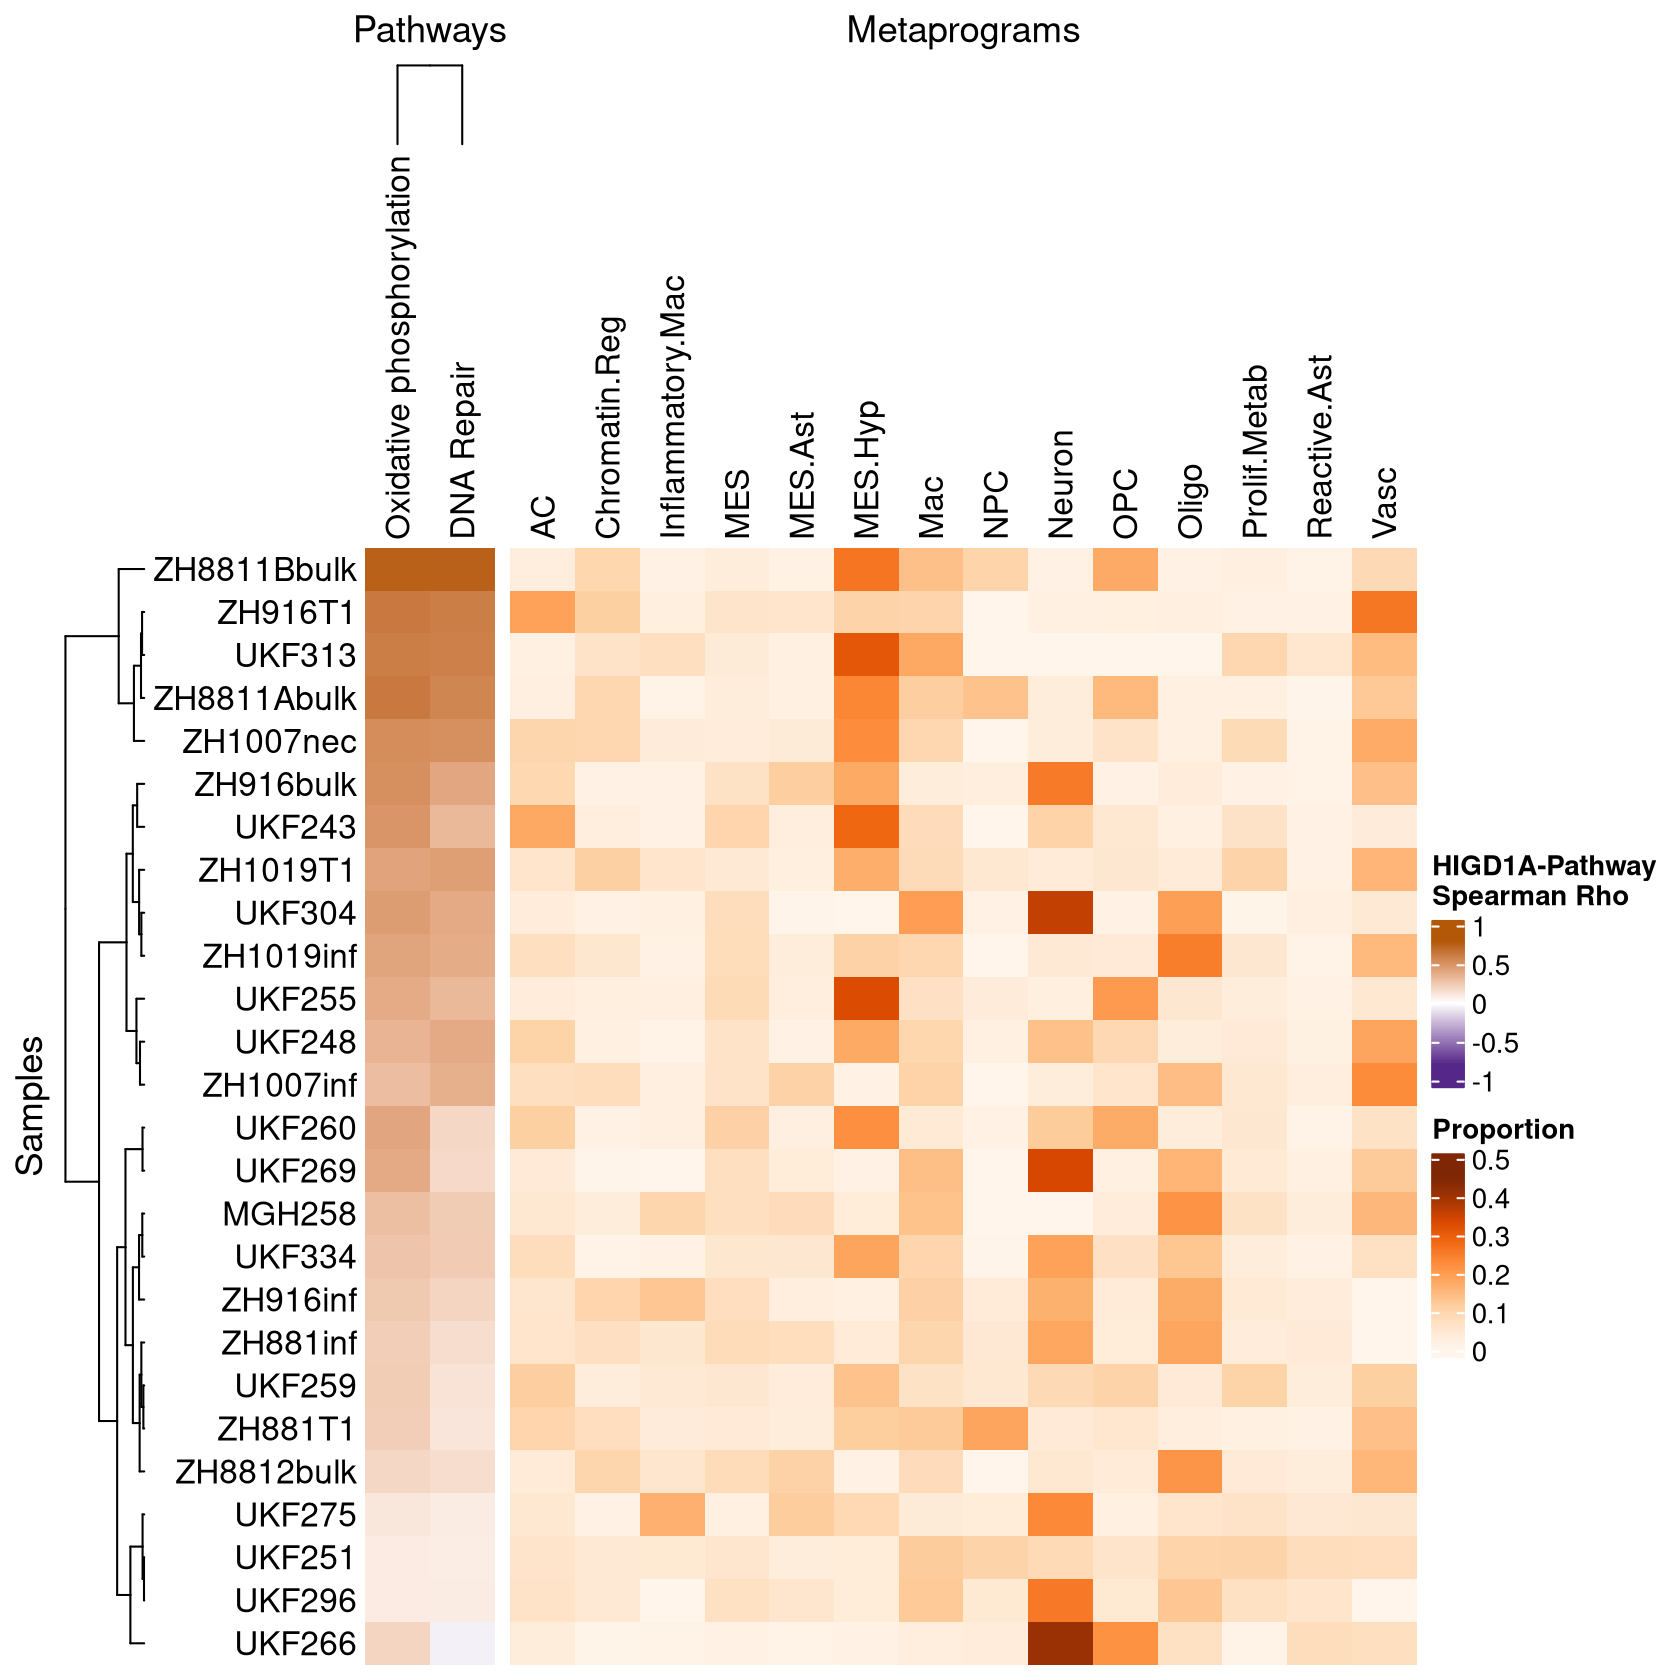 Pathways
Metaprograms
Oxidative phosphorylation
DNA Repair
AC
Chromatin.Reg
Inflammatory.Mac
MES
MES.Ast
MES.Hyp
Mac
NPC
Neuron
OPC
Oligo
Prolif.Metab
Reactive.Ast
Vasc
Samples
ZH8811Bbulk
ZH916T1
UKF313
ZH8811Abulk
ZH1007nec
ZH916bulk
UKF243
ZH1019T1
UKF304
ZH1019inf
UKF255
UKF248
ZH1007inf
UKF260
UKF269
MGH258
UKF334
ZH916inf
ZH881inf
UKF259
ZH881T1
ZH8812bulk
UKF275
UKF251
UKF296
UKF266
HIGD1A-Pathway
Spearman Rho
1
0.5
0
-0.5
-1
Proportion
0.5
0.4
0.3
0.2
0.1
0